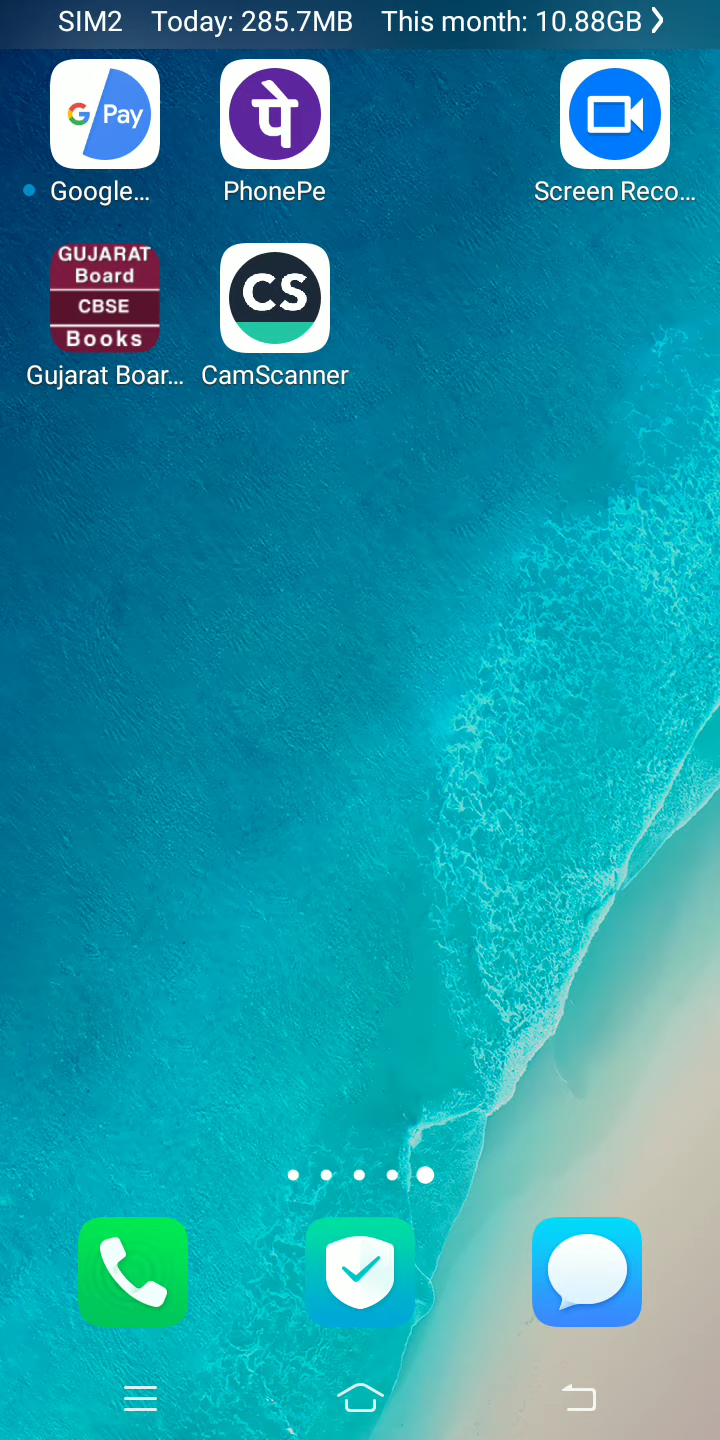 SIM2 Today: 285.7MB This month: 10.88GB
G Pay
पे
Google...
PhonePe
Screen Reco...
GUJARAT
Board
CBSE
Books
CS
Gujarat Boar...
CamScanner